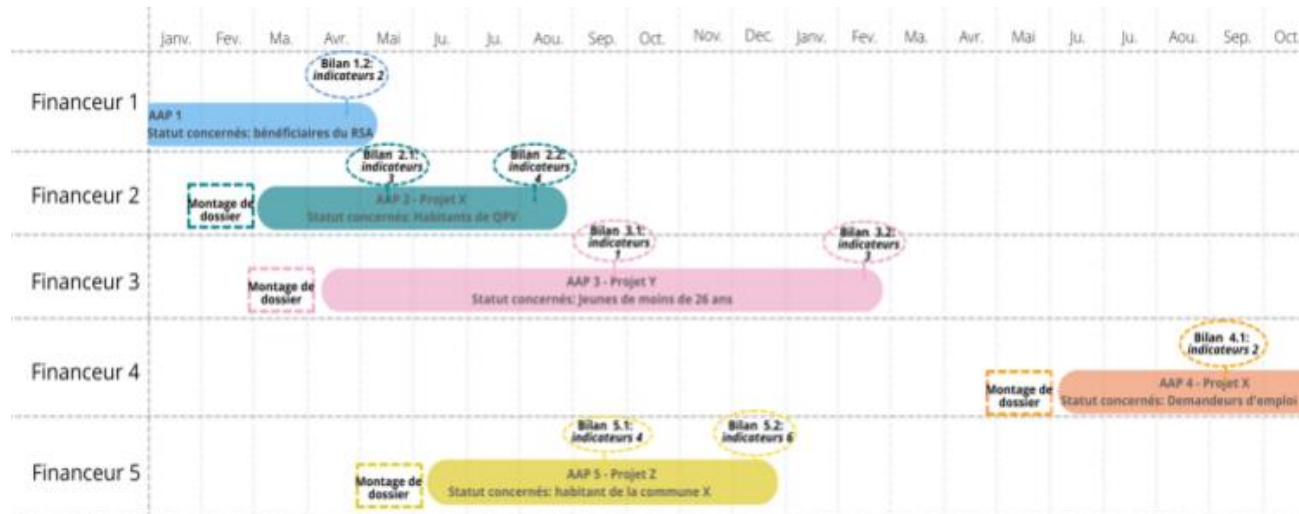 Janv. Fev. Ma. Avr. Mai Ju. Ju. Aou. Sep. Oct. Nov. Dec. Janv. Fev. Ma. Avr. Mai Ju. Ju. Aou. Sep. Oct
Bilan 1.2:
indicateurs 2
Financeur 1
AAP 1
Statut concernés: bénéficiaires du RSA
Bilan 2.1:
indicateurs
3
Bilan 2.2:
indicateurs
4
Financeur 2
Montage de
dossier
AAP 2 - Projet X
Statut concernés: Habitants de QPV
Bilan 3.1:
indicateurs
1
Bilan 3.2:
indicateurs
3
Financeur 3
Montage de
dossier
AAP 3 - Projet Y
Statut concernés: Jeunes de moins de 26 ans
Bilan 4.1:
indicateurs 2
Financeur 4
Montage de
dossier
AAP 4 - Projet X
Statut concernés: Demandeurs d'emploi
Bilan 5.1:
indicateurs 4
Bilan 5.2:
indicateurs 6
Financeur 5
Montage de
dossier
AAP 5 - Projet Z
Statut concernés: habitant de la commune X